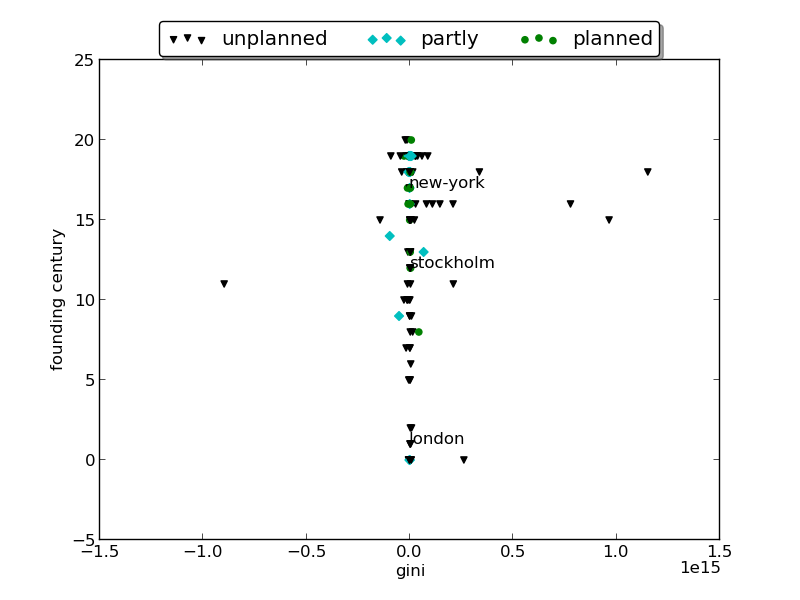 unplanned partly planned
25
20
15
10
5
0
−5
founding century
new-york
stockholm
london
−1.5 −1.0 −0.5 0.0 0.5 1.0 1.5
1e15
gini